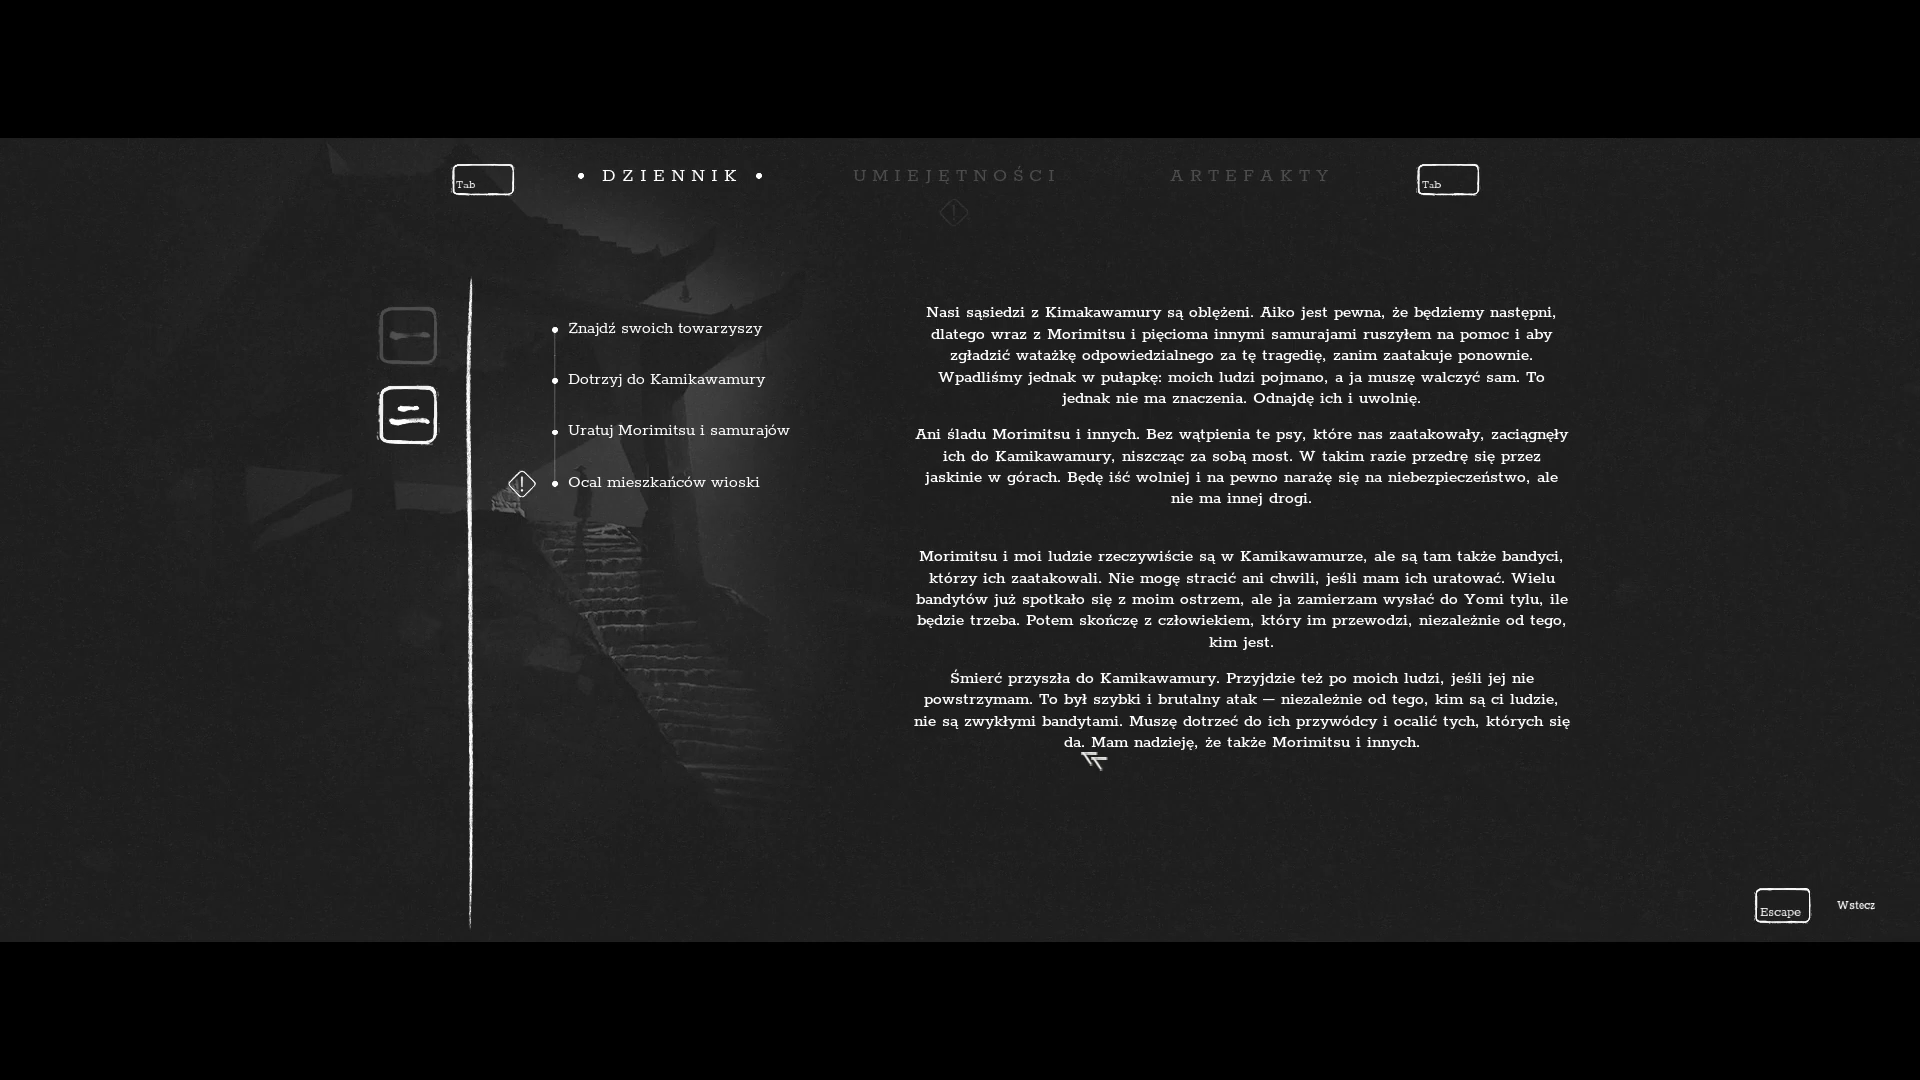 Tab
• DZIENNIK •
UMIEJĘTNOŚCI
ARTEFAKTY
Tab
一
二
Znajdź swoich towarzyszy
Dotrzyj do Kamikawamury
Uratuj Morimitsu i samurajów
! Ocal mieszkańców wioski
Nasi sąsiedzi z Kimakawamury są oblężeni. Aiko jest pewna, że będziemy następni,
dlatego wraz z Morimitsu i pięcioma innymi samurajami ruszyłem na pomoc i aby
zgładzić watażkę odpowiedzialnego za tę tragedię, zanim zaatakuje ponownie.
Wpadliśmy jednak w pułapkę: moich ludzi pojmano, a ja muszę walczyć sam. To
jednak nie ma znaczenia. Odnajdę ich i uwolnię.
Ani śladu Morimitsu i innych. Bez wątpienia te psy, które nas zaatakowały, zaciągnęły
ich do Kamikawamury, niszcząc za sobą most. W takim razie przedrę się przez
jaskinie w górach. Będę iść wolniej i na pewno narażę się na niebezpieczeństwo, ale
nie ma innej drogi.
Morimitsu i moi ludzie rzeczywiście są w Kamikawamurze, ale są tam także bandyci,
którzy ich zaatakowali. Nie mogę stracić ani chwili, jeśli mam ich uratować. Wielu
bandytów już spotkało się z moim ostrzem, ale ja zamierzam wysłać do Yomi tylu, ile
będzie trzeba. Potem skończę z człowiekiem, który im przewodzi, niezależnie od tego,
kim jest.
Śmierć przyszła do Kamikawamury. Przyjdzie też po moich ludzi, jeśli jej nie
powstrzymam. To był szybki i brutalny atak — niezależnie od tego, kim są ci ludzie,
nie są zwykłymi bandytami. Muszę dotrzeć do ich przywódcy i ocalić tych, których się
da. Mam nadzieję, że także Morimitsu i innych.
Escape
Wstecz